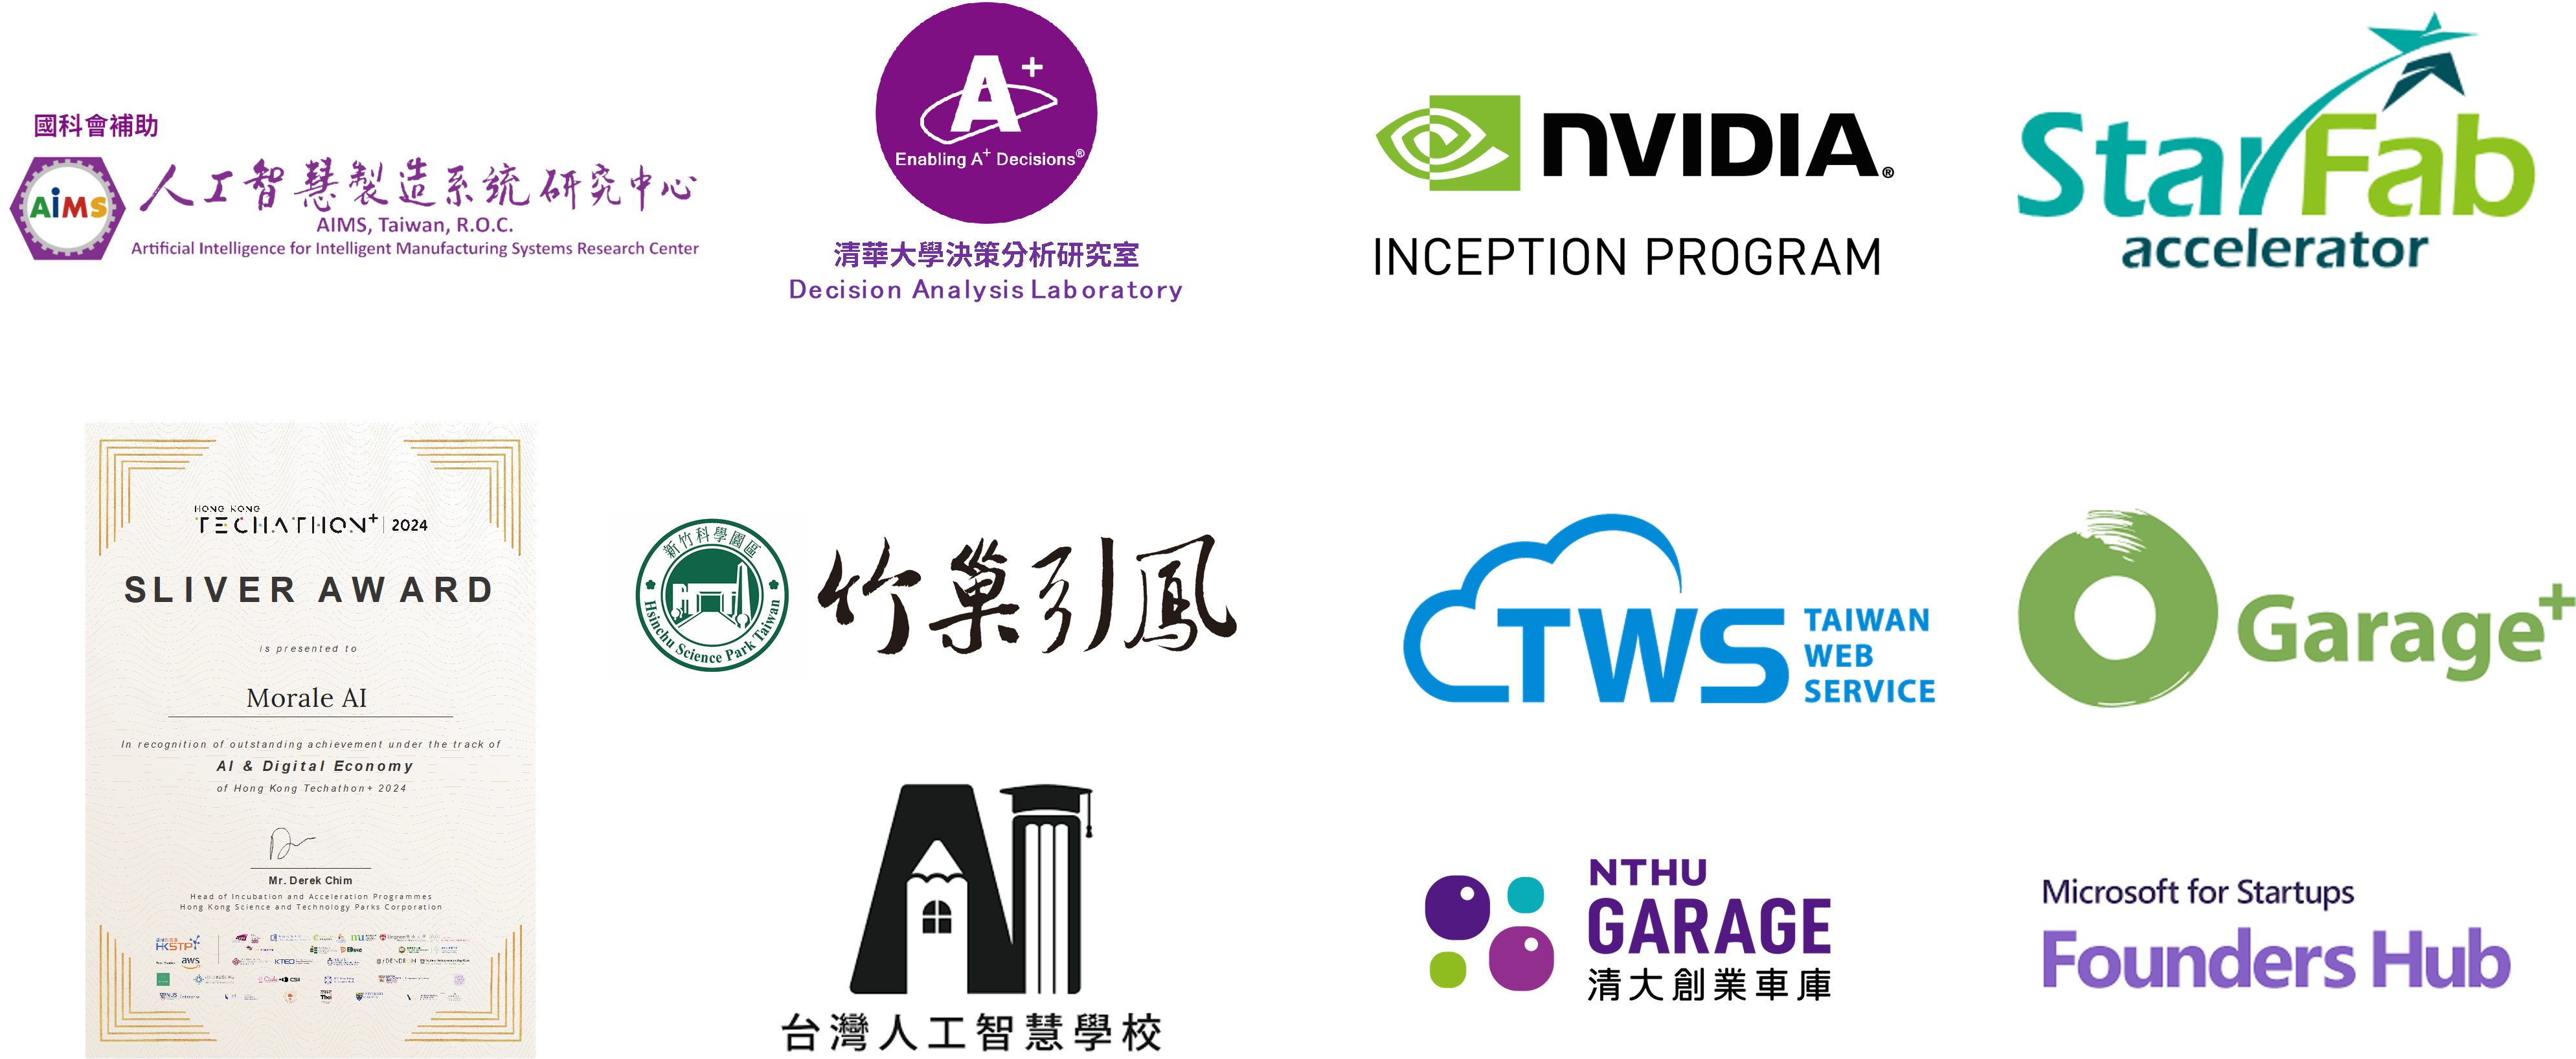 國科會補助
AiMS
人工智慧製造系統研究中心
AIMS, Taiwan, R.O.C.
Artificial Intelligence for Intelligent Manufacturing Systems Research Center
A+
Enabling A+ Decisions®
清華大學決策分析研究室
Decision Analysis Laboratory
NVIDIA®
INCEPTION PROGRAM
StarFab
accelerator
HONG KONG
TECHATHON+ | 2024
SLIVER AWARD
is presented to
Morale AI
In recognition of outstanding achievement under the track of
AI & Digital Economy
of Hong Kong Techathon+ 2024
Mr. Derek Chim
Head of Incubation and Acceleration Programmes
Hong Kong Science and Technology Parks Corporation
HKSTP
aws
新竹科學園區
Hsinchu Science Park Taiwan
竹巢引鳳
TWS
TAIWAN
WEB
SERVICE
Garage+
AI
台灣人工智慧學校
NTHU
GARAGE
清大創業車庫
Microsoft for Startups
Founders Hub